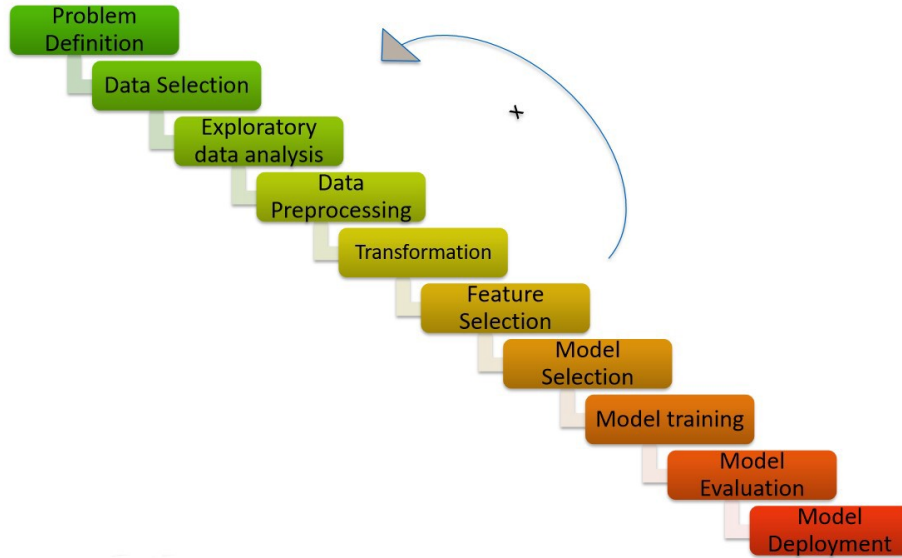 Problem
Definition
Data Selection
Exploratory
data analysis
Data
Preprocessing
Transformation
Feature
Selection
Model
Selection
Model training
Model
Evaluation
Model
Deployment